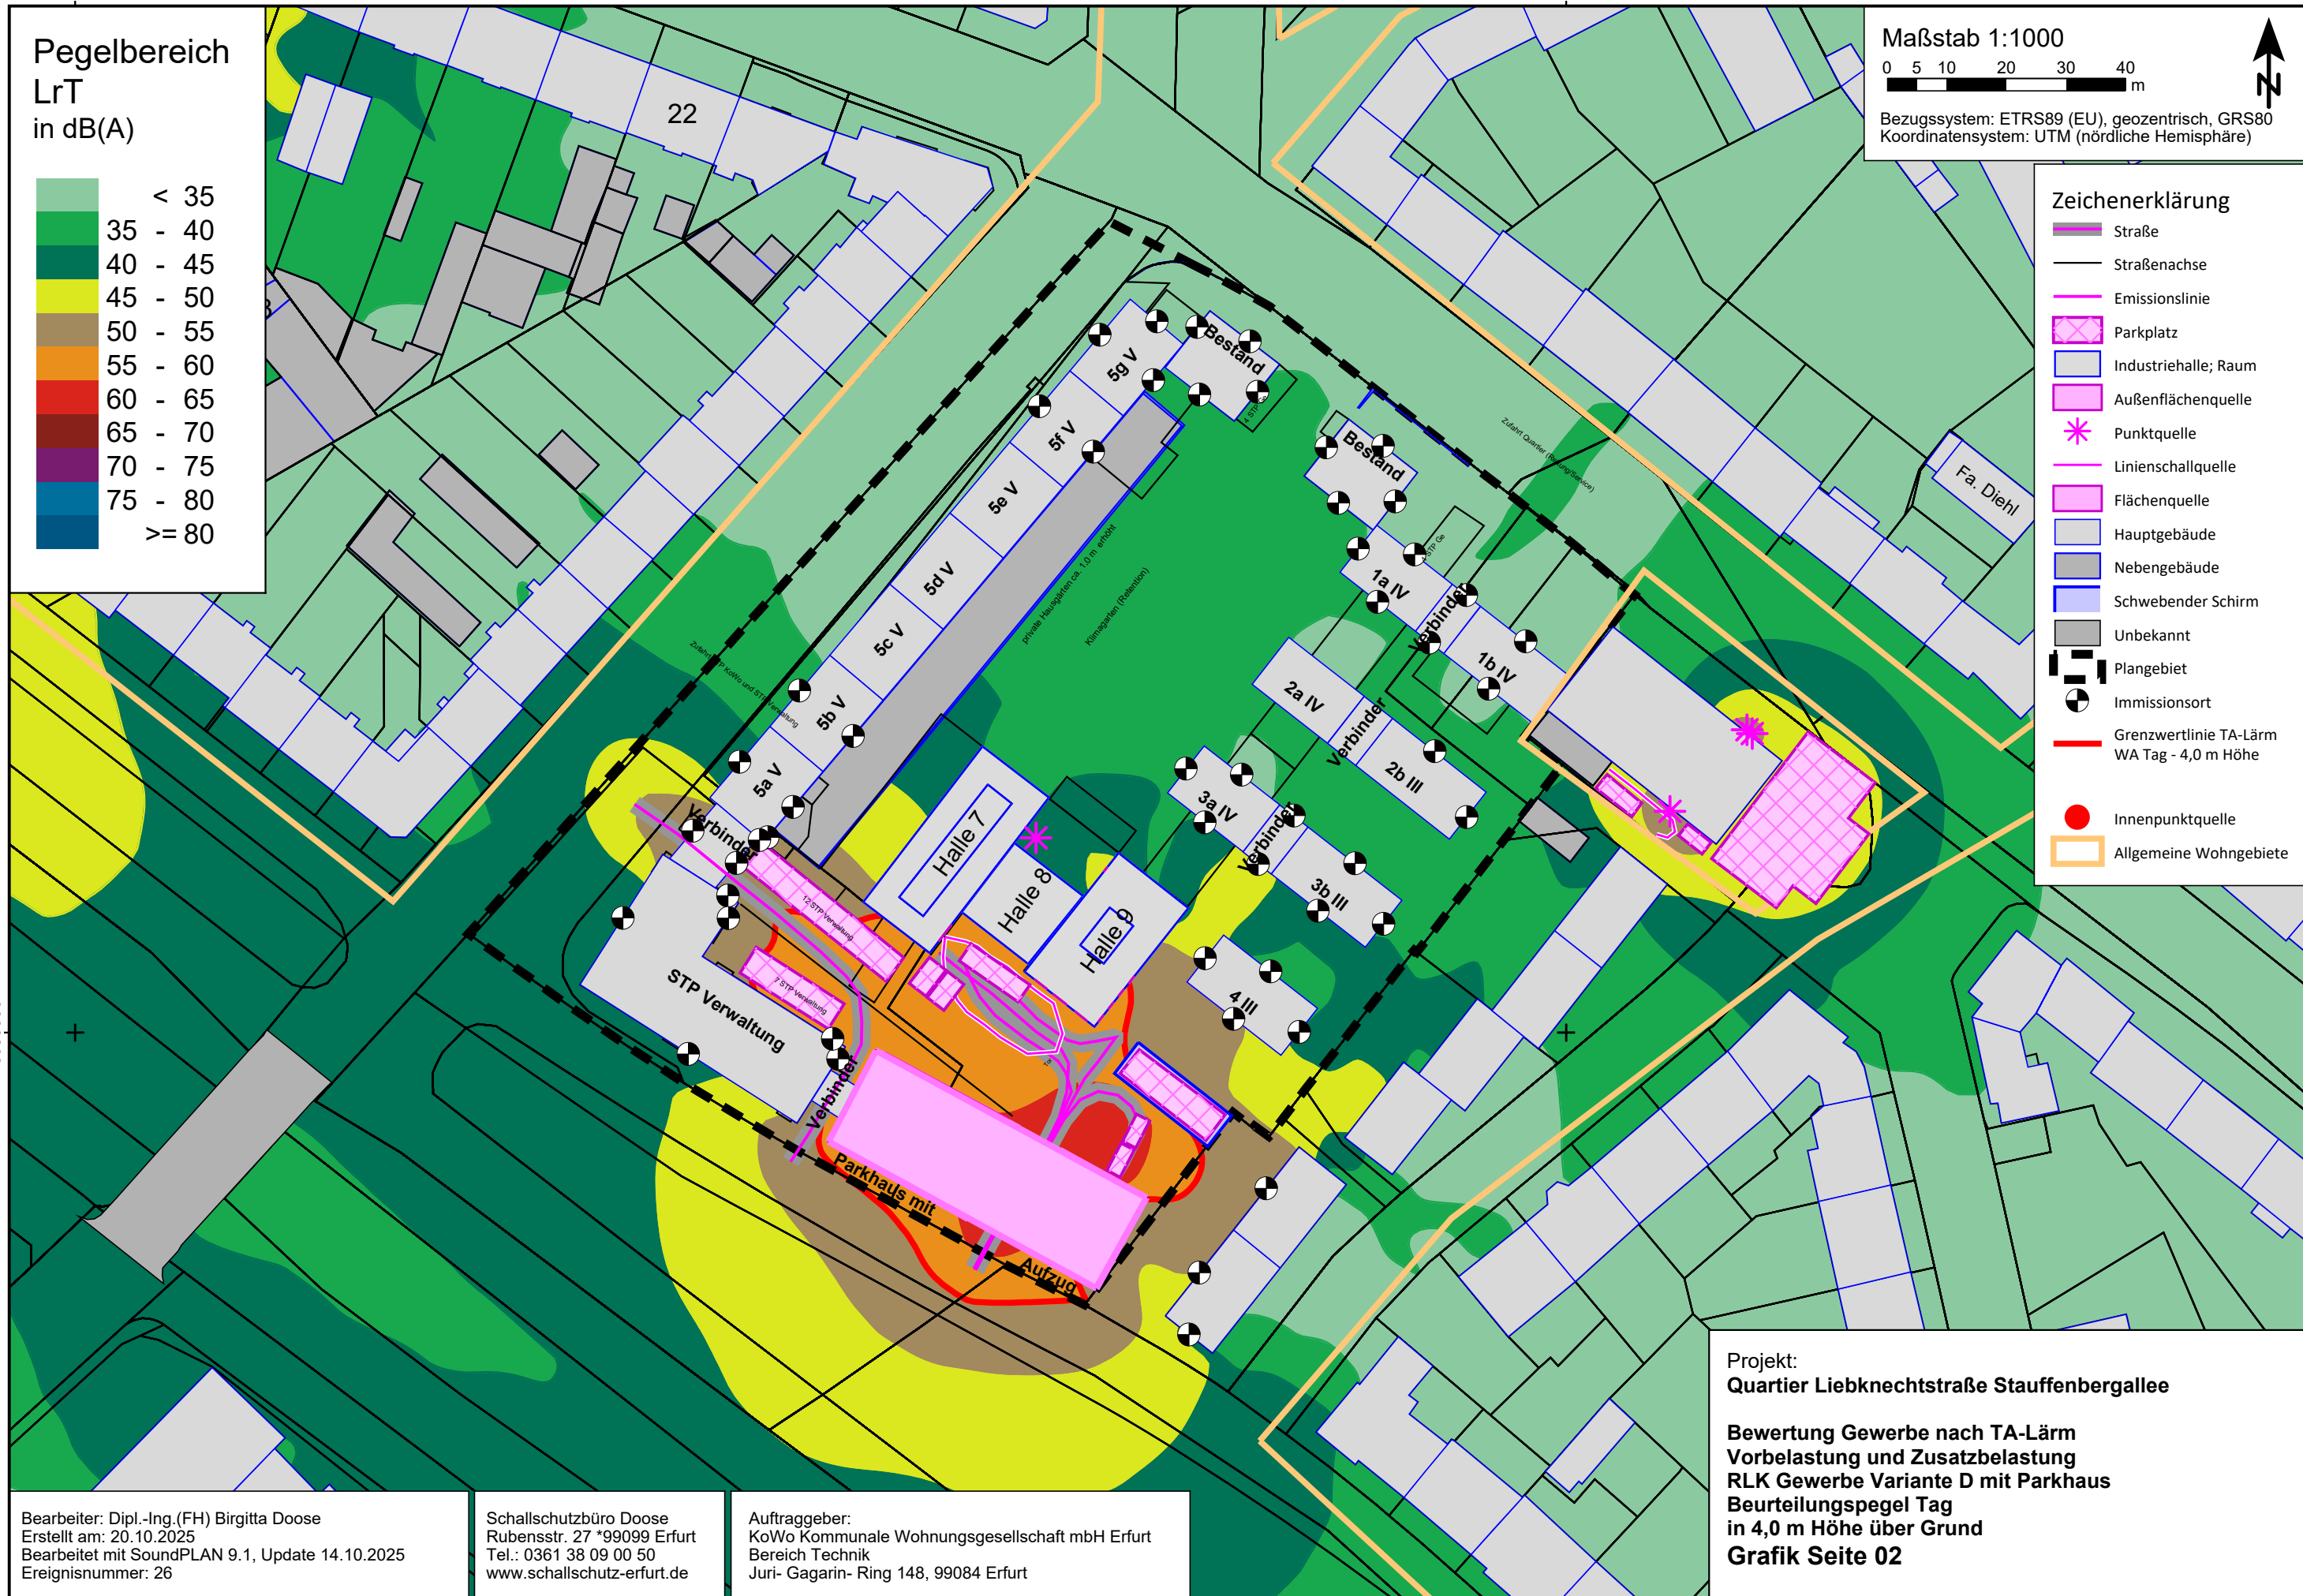 Pegelbereich
LrT
in dB(A)
< 35
35 - 40
40 - 45
45 - 50
50 - 55
55 - 60
60 - 65
65 - 70
70 - 75
75 - 80
>= 80
Maßstab 1:1000
0 5 10 20 30 40
m
N
Bezugssystem: ETRS89 (EU), geozentrisch, GRS80
Koordinatensystem: UTM (nördliche Hemisphäre)
Zeichenerklärung
Straße
Straßenachse
Emissionslinie
Parkplatz
Industriehalle; Raum
Außenflächenquelle
Punktquelle
Linienschallquelle
Flächenquelle
Hauptgebäude
Nebengebäude
Schwebender Schirm
Unbekannt
Plangebiet
Immissionsort
Grenzwertlinie TA-Lärm
WA Tag - 4,0 m Höhe
Innenpunktquelle
Allgemeine Wohngebiete
22
Bestand
5g V
5f V
5e V
5d V
5c V
5b V
5a V
Bestand
1a IV
Verbinder
1b IV
2a IV
Verbinder
2b III
3a IV
Verbinder
3b III
4 III
Fa. Diehl
private Hausgärten ca. 1,0 m erhöht
Klimagarten (Retention)
Verbinder
Halle 7
Halle 8
Halle 9
12 STP Verwaltung
7 STP Verwaltung
STP Verwaltung
Verbinder
Parkhaus mit
Aufzug
Projekt:
Quartier Liebknechtstraße Stauffenbergallee
Bewertung Gewerbe nach TA-Lärm
Vorbelastung und Zusatzbelastung
RLK Gewerbe Variante D mit Parkhaus
Beurteilungspegel Tag
in 4,0 m Höhe über Grund
Grafik Seite 02
Bearbeiter: Dipl.-Ing.(FH) Birgitta Doose
Erstellt am: 20.10.2025
Bearbeitet mit SoundPLAN 9.1, Update 14.10.2025
Ereignisnummer: 26
Schallschutzbüro Doose
Rubensstr. 27 *99099 Erfurt
Tel.: 0361 38 09 00 50
www.schallschutz-erfurt.de
Auftraggeber:
KoWo Kommunale Wohnungsgesellschaft mbH Erfurt
Bereich Technik
Juri- Gagarin- Ring 148, 99084 Erfurt